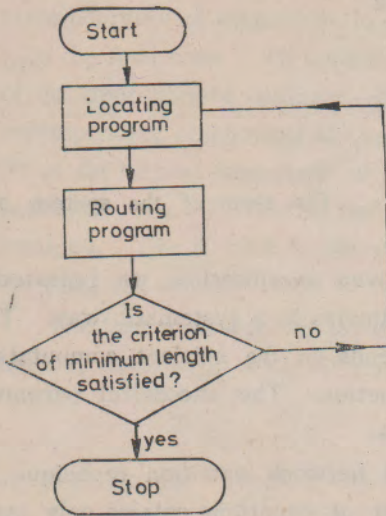 Start
Locating
program
Routing
program
Is
the criterion
of minimum length
satisfied?
no
yes
Stop